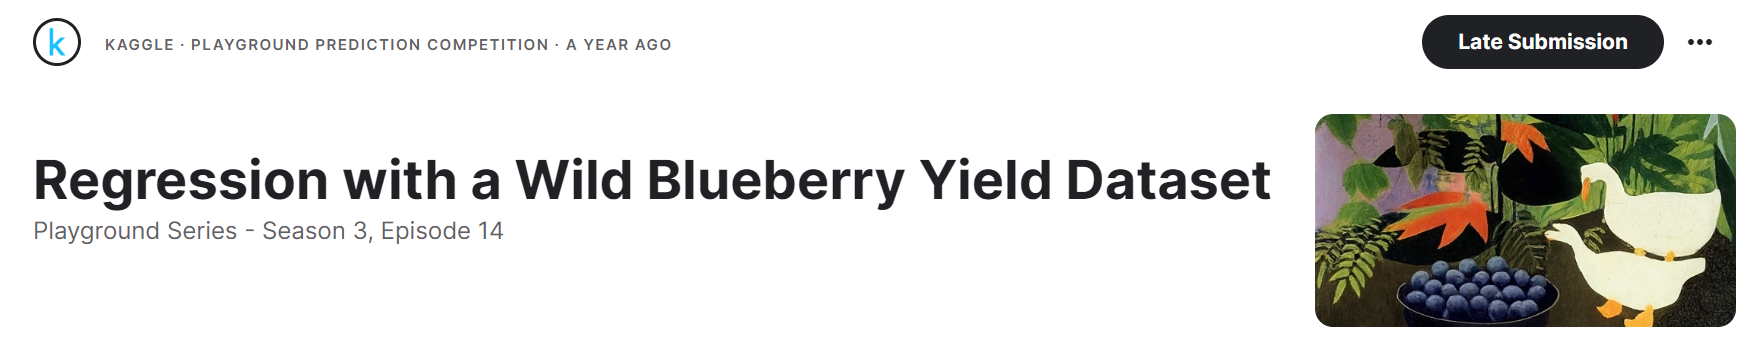 k
KAGGLE · PLAYGROUND PREDICTION COMPETITION · A YEAR AGO
Late Submission
Regression with a Wild Blueberry Yield Dataset
Playground Series - Season 3, Episode 14